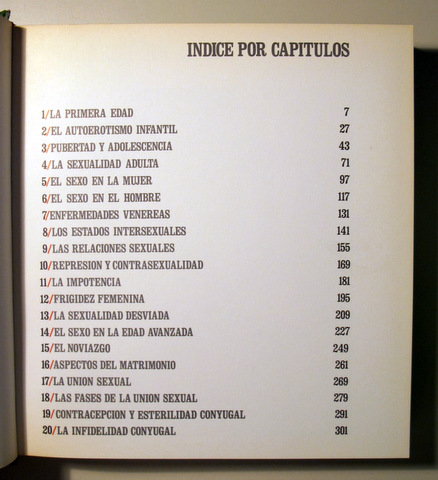 INDICE POR CAPITULOS
1/LA PRIMERA EDAD 7
2/EL AUTOEROTISMO INFANTIL 27
3/PUBERTAD Y ADOLESCENCIA 43
4/LA SEXUALIDAD ADULTA 71
5/EL SEXO EN LA MUJER 97
6/EL SEXO EN EL HOMBRE 117
7/ENFERMEDADES VENEREAS 131
8/LOS ESTADOS INTERSEXUALES 141
9/LAS RELACIONES SEXUALES 155
10/REPRESION Y CONTRASEXUALIDAD 169
11/LA IMPOTENCIA 181
12/FRIGIDEZ FEMENINA 195
13/LA SEXUALIDAD DESVIADA 209
14/EL SEXO EN LA EDAD AVANZADA 227
15/EL NOVIAZGO 249
16/ASPECTOS DEL MATRIMONIO 261
17/LA UNION SEXUAL 269
18/LAS FASES DE LA UNION SEXUAL 279
19/CONTRACEPCION Y ESTERILIDAD CONYUGAL 291
20/LA INFIDELIDAD CONYUGAL 301